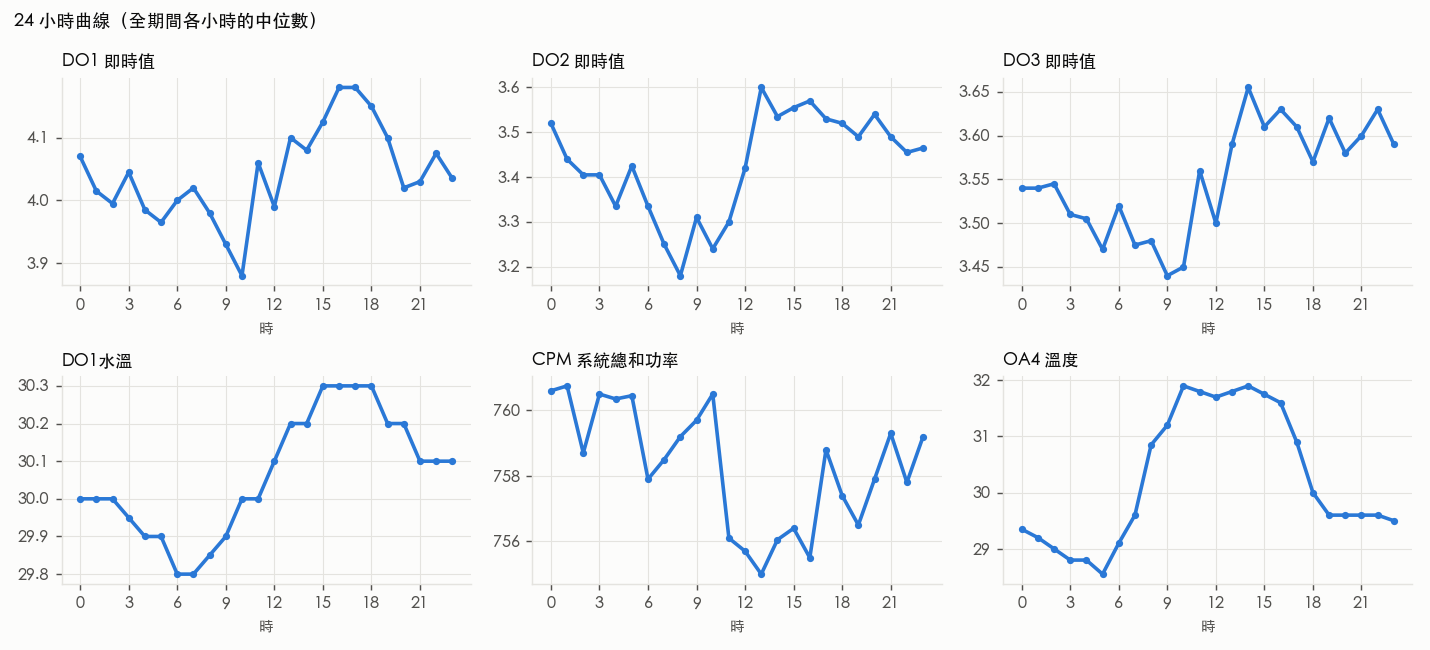 24 小時曲線（全期間各小時的中位數）
DO1 即時值
4.1
4.0
3.9
0 3 6 9 12 15 18 21
時
DO2 即時值
3.6
3.5
3.4
3.3
3.2
0 3 6 9 12 15 18 21
時
DO3 即時值
3.65
3.60
3.55
3.50
3.45
0 3 6 9 12 15 18 21
時
DO1水溫
30.3
30.2
30.1
30.0
29.9
29.8
0 3 6 9 12 15 18 21
時
CPM 系統總和功率
760
758
756
0 3 6 9 12 15 18 21
時
OA4 溫度
32
31
30
29
0 3 6 9 12 15 18 21
時